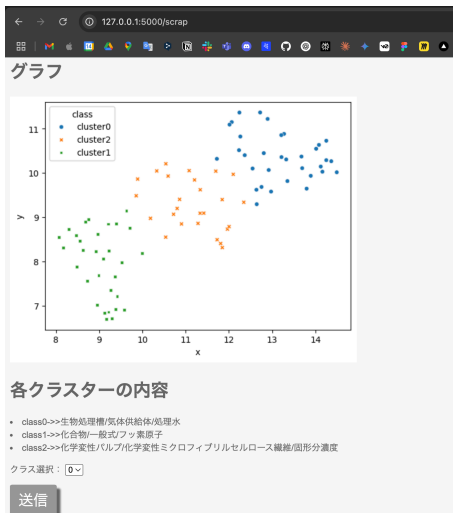 127.0.0.1:5000/scrap
グラフ
class
cluster0
cluster2
cluster1
11
10
9
8
7
y
8 9 10 11 12 13 14
x
各クラスターの内容
class0->>生物処理槽/気体供給体/処理水
class1->>化合物/一般式/フッ素原子
class2->>化学変性パルプ/化学変性ミクロフィブリルセルロース繊維/固形分濃度
クラス選択： 0
送信